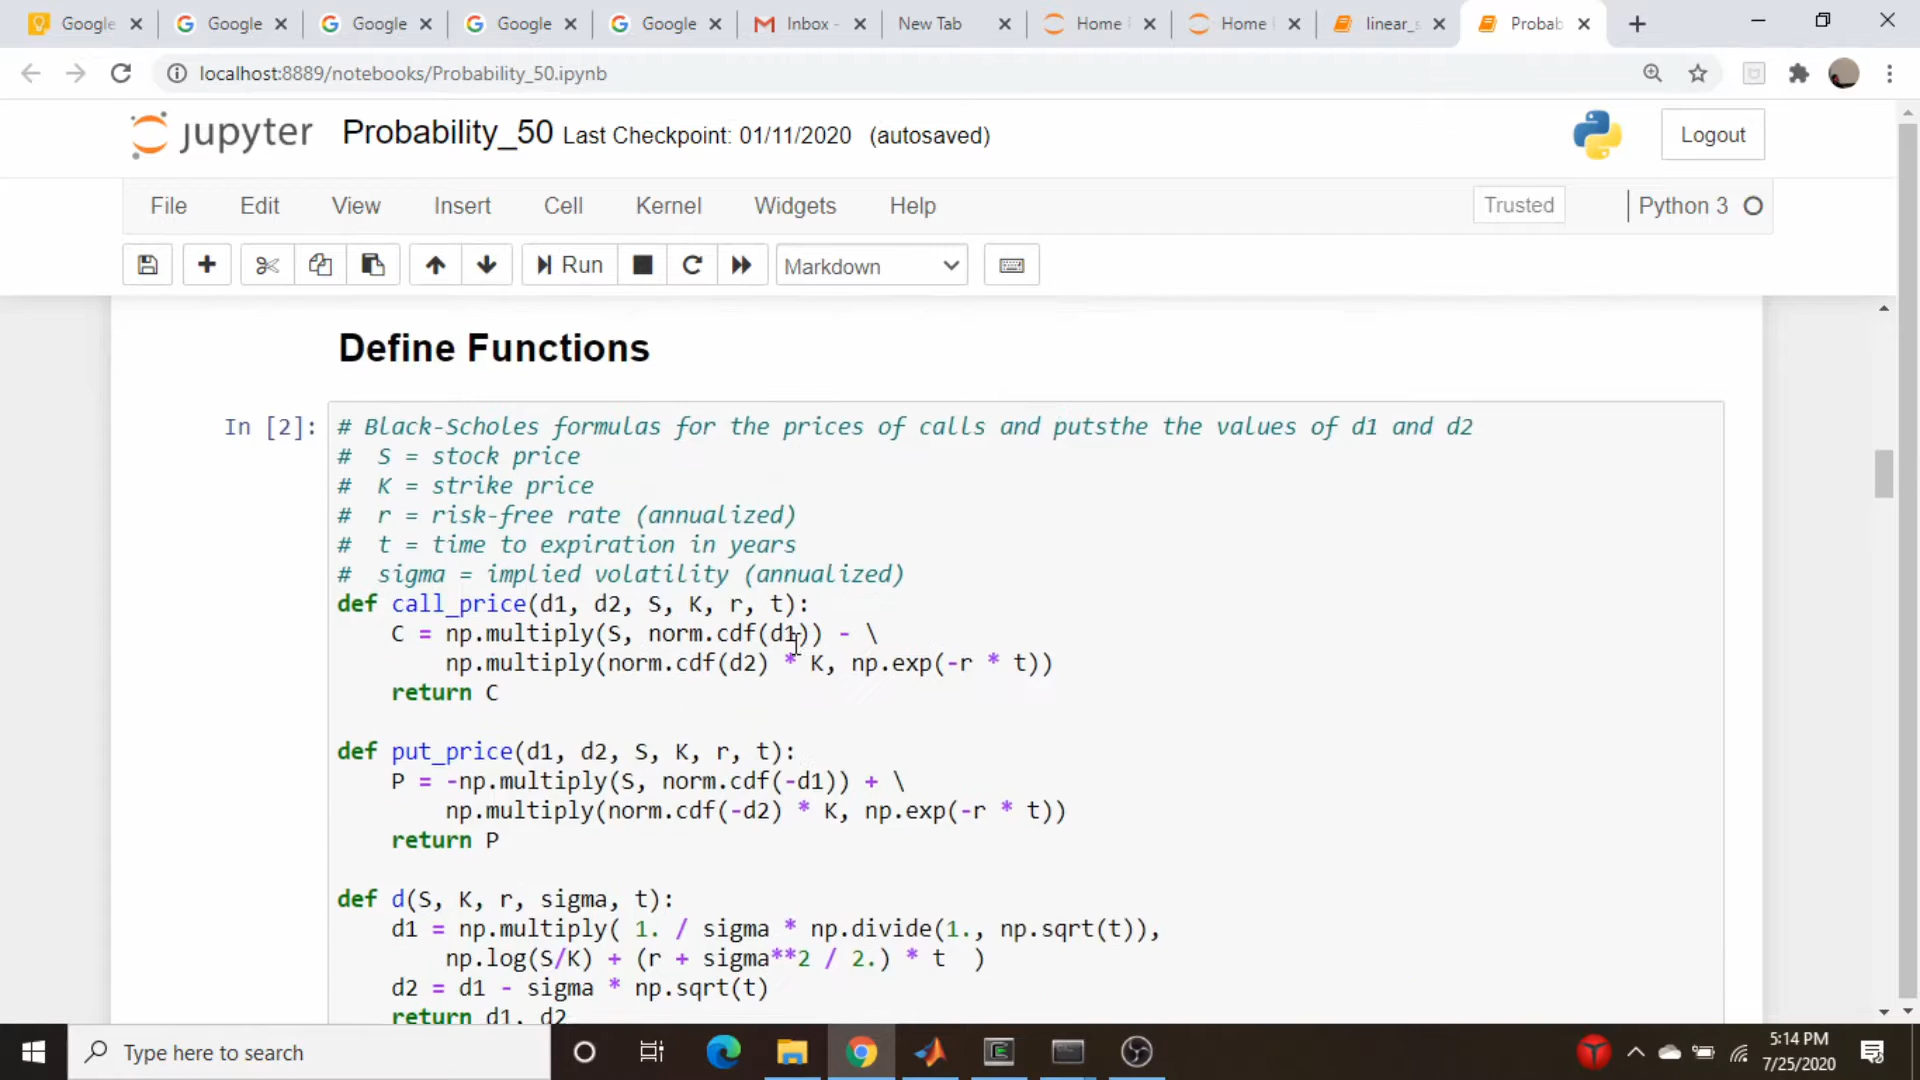 Google
Google
Google
Google
Google
Inbox -
New Tab
Home
Home
linear_s
Probab
localhost:8889/notebooks/Probability_50.ipynb
jupyter
Probability_50 Last Checkpoint: 01/11/2020 (autosaved)
Logout
File Edit View Insert Cell Kernel Widgets Help
Trusted
Python 3
Run
Markdown
Define Functions
In [2]:
# Black-Scholes formulas for the prices of calls and putsthe the values of d1 and d2
#  S = stock price
#  K = strike price
#  r = risk-free rate (annualized)
#  t = time to expiration in years
#  sigma = implied volatility (annualized)
def call_price(d1, d2, S, K, r, t):
    C = np.multiply(S, norm.cdf(d1)) - \
        np.multiply(norm.cdf(d2) * K, np.exp(-r * t))
    return C
def put_price(d1, d2, S, K, r, t):
    P = -np.multiply(S, norm.cdf(-d1)) + \
        np.multiply(norm.cdf(-d2) * K, np.exp(-r * t))
    return P
def d(S, K, r, sigma, t):
    d1 = np.multiply( 1. / sigma * np.divide(1., np.sqrt(t)),
        np.log(S/K) + (r + sigma**2 / 2.) * t  )
    d2 = d1 - sigma * np.sqrt(t)
    return d1, d2
Type here to search
5:14 PM
7/25/2020